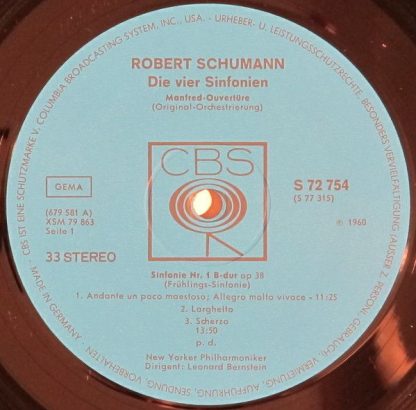 CBS IST EINE SCHUTZMARKE V. COLUMBIA BROADCASTING SYSTEM, INC., USA. - URHEBER- U. LEISTUNGSSCHUTZRECHTE, BESONDERS VERVIELFÄLTIGUNG (AUSSER Z. PERSÖNL. GEBRAUCH), VERMIETUNG, AUFFÜHRUNG, SENDUNG, VORBEHALTEN. - MADE IN GERMANY
ROBERT SCHUMANN
Die vier Sinfonien
Manfred-Ouvertüre
(Original-Orchestrierung)
CBS
GEMA
S 72 754
(S 77 315)
(679 581 A)
XSM 79 863
Seite 1
℗ 1960
33 STEREO
Sinfonie Nr. 1 B-dur op 38
(Frühlings-Sinfonie)
1. Andante un poco maestoso; Allegro molto vivace - 11:25
2. Larghetto
3. Scherzo
13:50
p. d.
New Yorker Philharmoniker
Dirigent: Leonard Bernstein